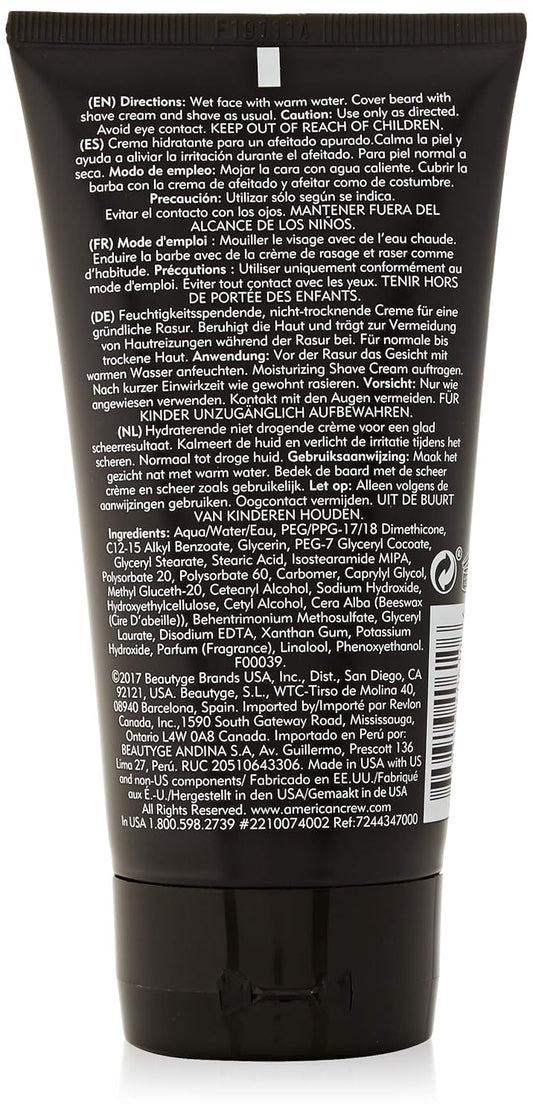 F19111A
(EN) Directions: Wet face with warm water. Cover beard with
shave cream and shave as usual. Caution: Use only as directed.
Avoid eye contact. KEEP OUT OF REACH OF CHILDREN.
(ES) Crema hidratante para un afeitado apurado.Calma la piel y
ayuda a aliviar la irritación durante el afeitado. Para piel normal a
seca. Modo de empleo: Mojar la cara con agua caliente. Cubrir la
barba con la crema de afeitado y afeitar como de costumbre.
Precaución: Utilizar sólo según se indica.
Evitar el contacto con los ojos. MANTENER FUERA DEL
ALCANCE DE LOS NIÑOS.
(FR) Mode d'emploi : Mouiller le visage avec de l'eau chaude.
Enduire la barbe avec de la crème de rasage et raser comme
d'habitude. Précautions : Utiliser uniquement conformément au
mode d'emploi. Éviter tout contact avec les yeux. TENIR HORS
DE PORTÉE DES ENFANTS.
(DE) Feuchtigkeitsspendende, nicht-trocknende Creme für eine
gründliche Rasur. Beruhigt die Haut und trägt zur Vermeidung
von Hautreizungen während der Rasur bei. Für normale bis
trockene Haut. Anwendung: Vor der Rasur das Gesicht mit
warmen Wasser anfeuchten. Moisturizing Shave Cream auftragen.
Nach kurzer Einwirkzeit wie gewohnt rasieren. Vorsicht: Nur wie
angewiesen verwenden. Kontakt mit den Augen vermeiden. FÜR
KINDER UNZUGÄNGLICH AUFBEWAHREN.
(NL) Hydraterende niet drogende crème voor een glad
scheerresultaat. Kalmeert de huid en verlicht de irritatie tijdens het
scheren. Normaal tot droge huid. Gebruiksaanwijzing: Maak het
gezicht nat met warm water. Bedek de baard met de scheer
crème en scheer zoals gebruikelijk. Let op: Alleen volgens de
aanwijzingen gebruiken. Oogcontact vermijden. UIT DE BUURT
VAN KINDEREN HOUDEN.
Ingredients: Aqua/Water/Eau, PEG/PPG-17/18 Dimethicone,
C12-15 Alkyl Benzoate, Glycerin, PEG-7 Glyceryl Cocoate,
Glyceryl Stearate, Stearic Acid, Isostearamide MIPA,
Polysorbate 20, Polysorbate 60, Carbomer, Caprylyl Glycol,
Methyl Gluceth-20, Cetearyl Alcohol, Sodium Hydroxide,
Hydroxyethylcellulose, Cetyl Alcohol, Cera Alba (Beeswax
(Cire D'abeille)), Behentrimonium Methosulfate, Glyceryl
Laurate, Disodium EDTA, Xanthan Gum, Potassium
Hydroxide, Parfum (Fragrance), Linalool, Phenoxyethanol.
F00039.
©2017 Beautyge Brands USA, Inc., Dist., San Diego, CA
92121, USA. Beautyge, S.L., WTC-Tirso de Molina 40,
08940 Barcelona, Spain. Imported by/Importé par Revlon
Canada, Inc.,1590 South Gateway Road, Mississauga,
Ontario L4W 0A8 Canada. Importado en Perú por:
BEAUTYGE ANDINA S.A, Av. Guillermo, Prescott 136
Lima 27, Perú. RUC 20510643306. Made in USA with US
and non-US components/ Fabricado en EE.UU./Fabriqué
aux É.-U./Hergestellt in den USA/Gemaakt in de USA
All Rights Reserved. www.americancrew.com
In USA 1.800.598.2739 #2210074002 Ref:7244347000